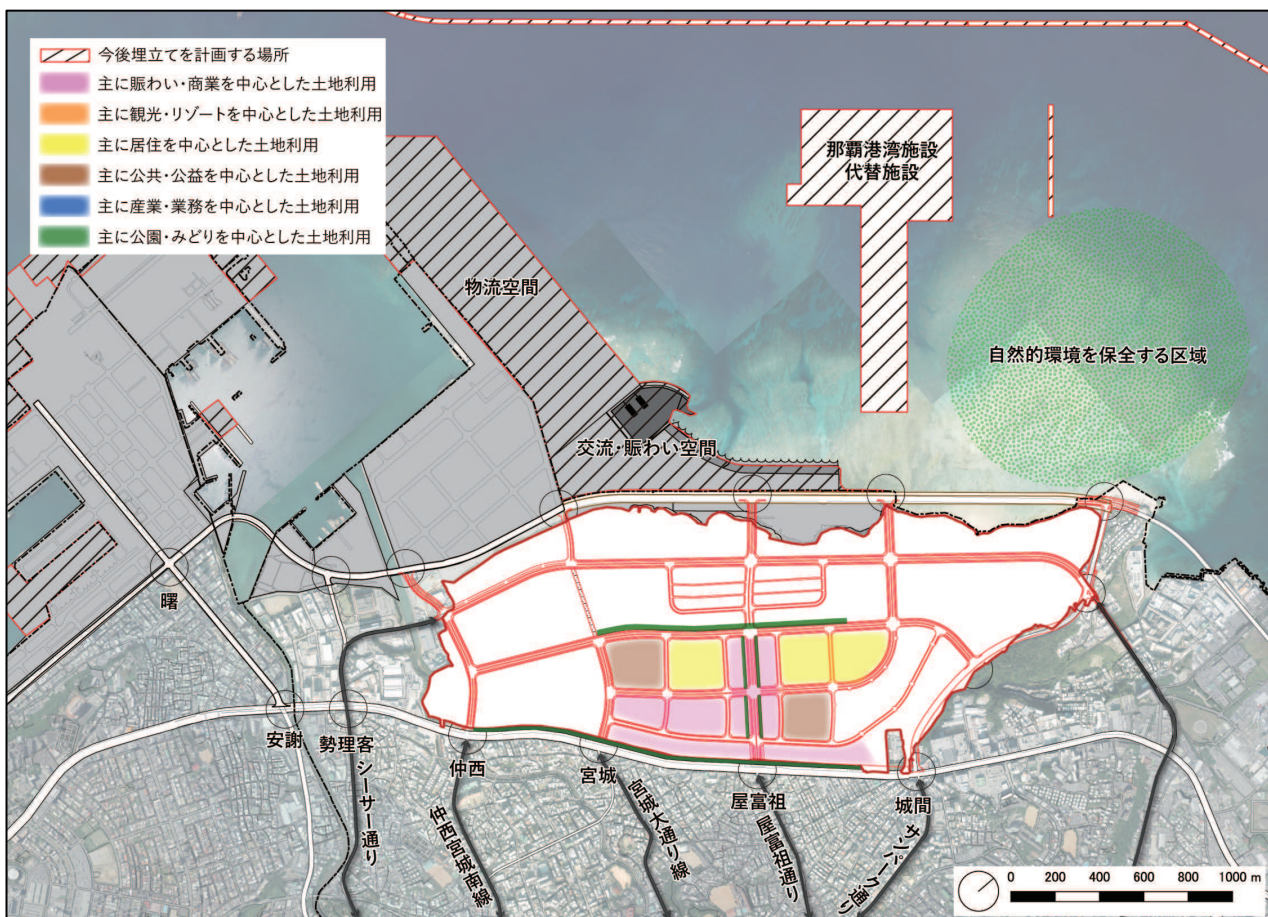 今後埋立てを計画する場所
主に賑わい・商業を中心とした土地利用
主に観光・リゾートを中心とした土地利用
主に居住を中心とした土地利用
主に公共・公益を中心とした土地利用
主に産業・業務を中心とした土地利用
主に公園・みどりを中心とした土地利用
那覇港湾施設
代替施設
物流空間
自然的環境を保全する区域
交流・賑わい空間
曙
安謝
勢理客
シーサー通り
仲西
仲西宮城南線
宮城
宮城大通り線
屋富祖
屋富祖通り
城間
サンパーク通り
0 200 400 600 800 1000 m